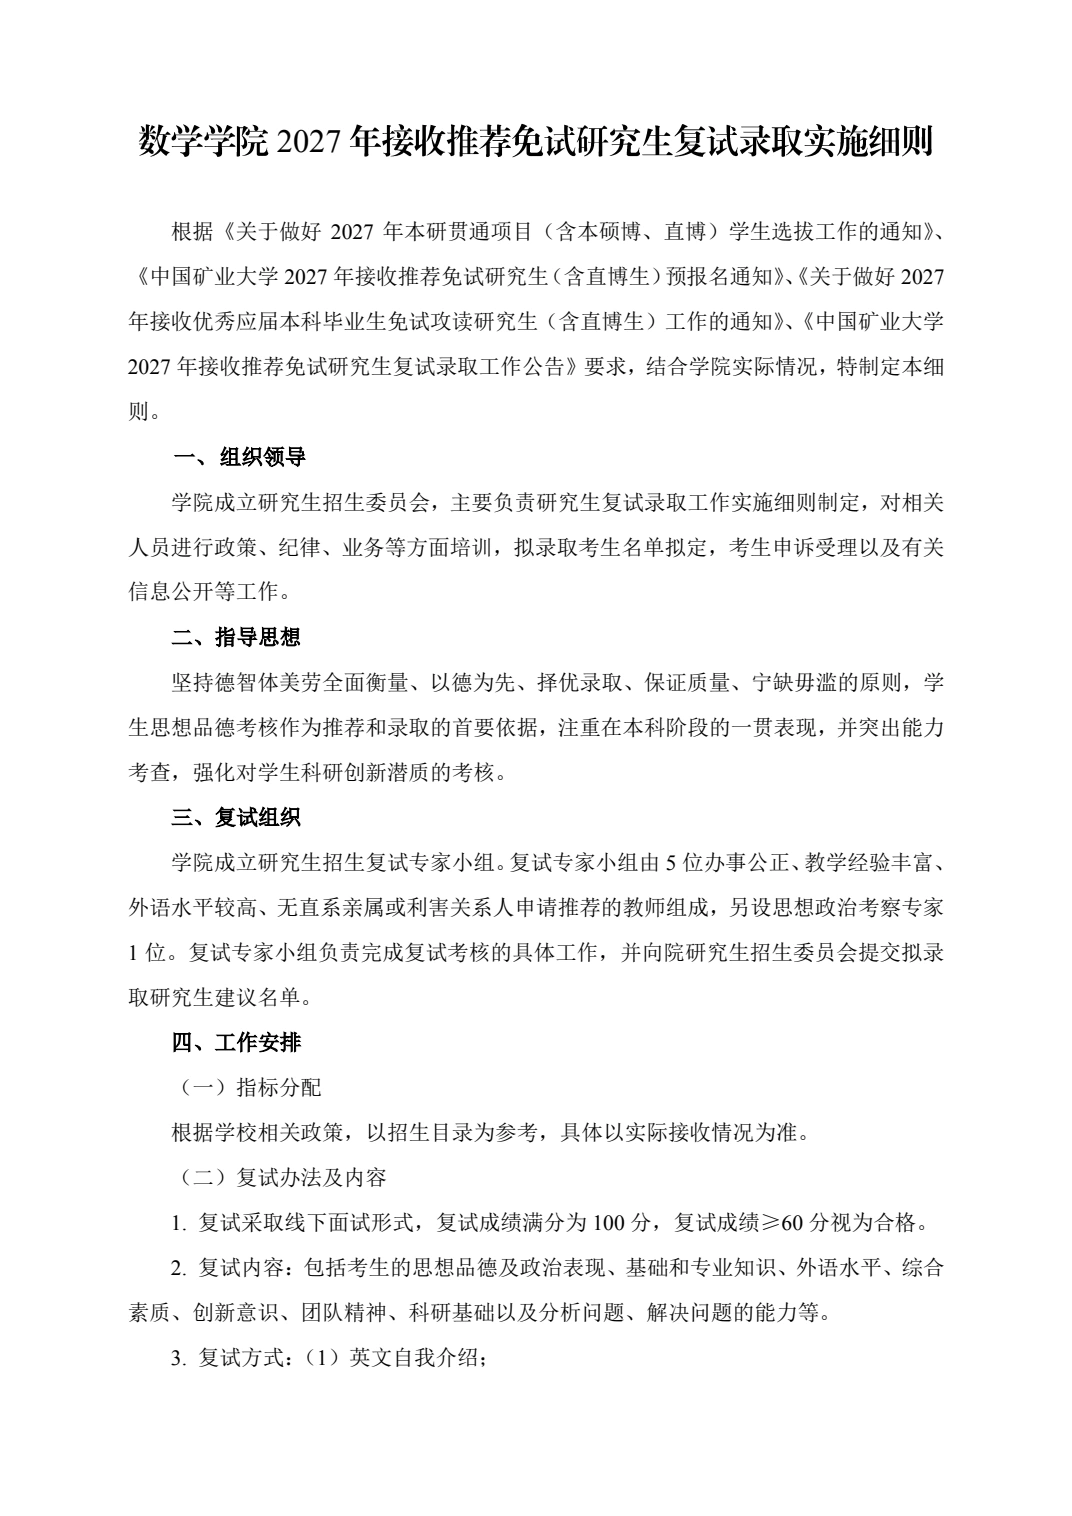 数学学院 2027 年接收推荐免试研究生复试录取实施细则
根据《关于做好 2027 年本研贯通项目（含本硕博、直博）学生选拔工作的通知》、
《中国矿业大学 2027 年接收推荐免试研究生（含直博生）预报名通知》、《关于做好 2027
年接收优秀应届本科毕业生免试攻读研究生（含直博生）工作的通知》、《中国矿业大学
2027 年接收推荐免试研究生复试录取工作公告》要求，结合学院实际情况，特制定本细
则。
一、 组织领导
学院成立研究生招生委员会，主要负责研究生复试录取工作实施细则制定，对相关
人员进行政策、纪律、业务等方面培训，拟录取考生名单拟定，考生申诉受理以及有关
信息公开等工作。
二、指导思想
坚持德智体美劳全面衡量、以德为先、择优录取、保证质量、宁缺毋滥的原则，学
生思想品德考核作为推荐和录取的首要依据，注重在本科阶段的一贯表现，并突出能力
考查，强化对学生科研创新潜质的考核。
三、复试组织
学院成立研究生招生复试专家小组。复试专家小组由 5 位办事公正、教学经验丰富、
外语水平较高、无直系亲属或利害关系人申请推荐的教师组成，另设思想政治考察专家
1 位。复试专家小组负责完成复试考核的具体工作，并向院研究生招生委员会提交拟录
取研究生建议名单。
四、工作安排
（一）指标分配
根据学校相关政策，以招生目录为参考，具体以实际接收情况为准。
（二）复试办法及内容
1. 复试采取线下面试形式，复试成绩满分为 100 分，复试成绩≥60 分视为合格。
2. 复试内容：包括考生的思想品德及政治表现、基础和专业知识、外语水平、综合
素质、创新意识、团队精神、科研基础以及分析问题、解决问题的能力等。
3. 复试方式：（1）英文自我介绍；